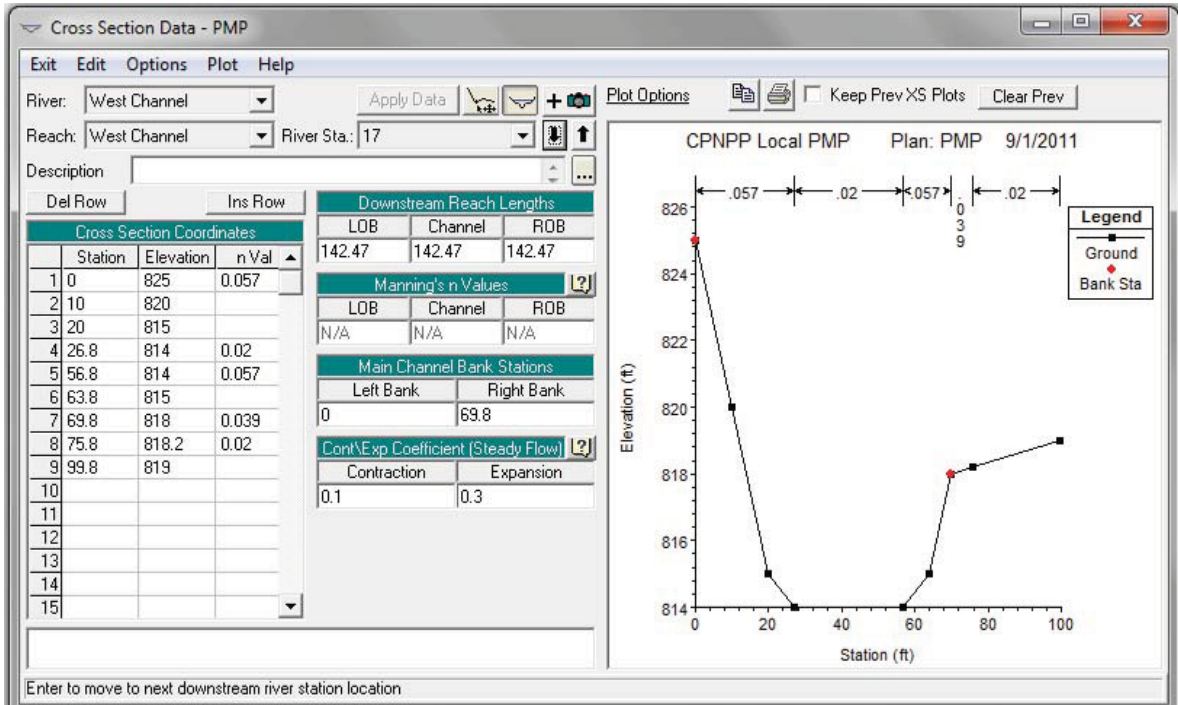 Cross Section Data - PMP
Exit Edit Options Plot Help
River: West Channel
Apply Data
Plot Options
Keep Prev XS Plots
Clear Prev
Reach: West Channel
River Sta.: 17
Description
...
Del Row
Ins Row
Cross Section Coordinates
Station Elevation n Val
1 0 825 0.057
2 10 820
3 20 815
4 26.8 814 0.02
5 56.8 814 0.057
6 63.8 815
7 69.8 818 0.039
8 75.8 818.2 0.02
9 99.8 819
10
11
12
13
14
15
Downstream Reach Lengths
LOB Channel ROB
142.47 142.47 142.47
Manning's n Values
LOB Channel ROB
N/A N/A N/A
Main Channel Bank Stations
Left Bank Right Bank
0 69.8
Cont\Exp Coefficient (Steady Flow)
Contraction Expansion
0.1 0.3
CPNPP Local PMP Plan: PMP 9/1/2011
.057 .02 .057 .039 .02
826
824
822
820
818
816
814
Elevation (ft)
0 20 40 60 80 100
Station (ft)
Legend
Ground
Bank Sta
Enter to move to next downstream river station location